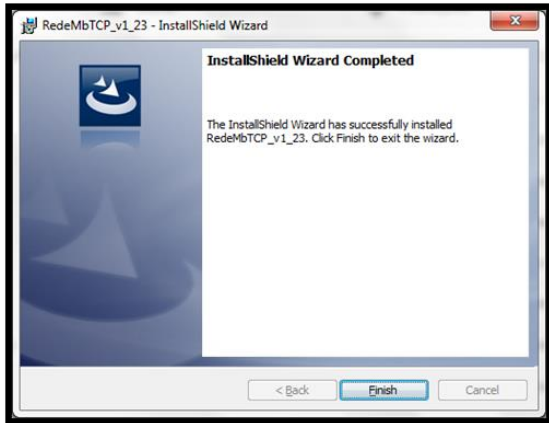 RedeMbTCP_v1_23 - InstallShield Wizard
InstallShield Wizard Completed
The InstallShield Wizard has successfully installed
RedeMbTCP_v1_23. Click Finish to exit the wizard.
< Back
Finish
Cancel